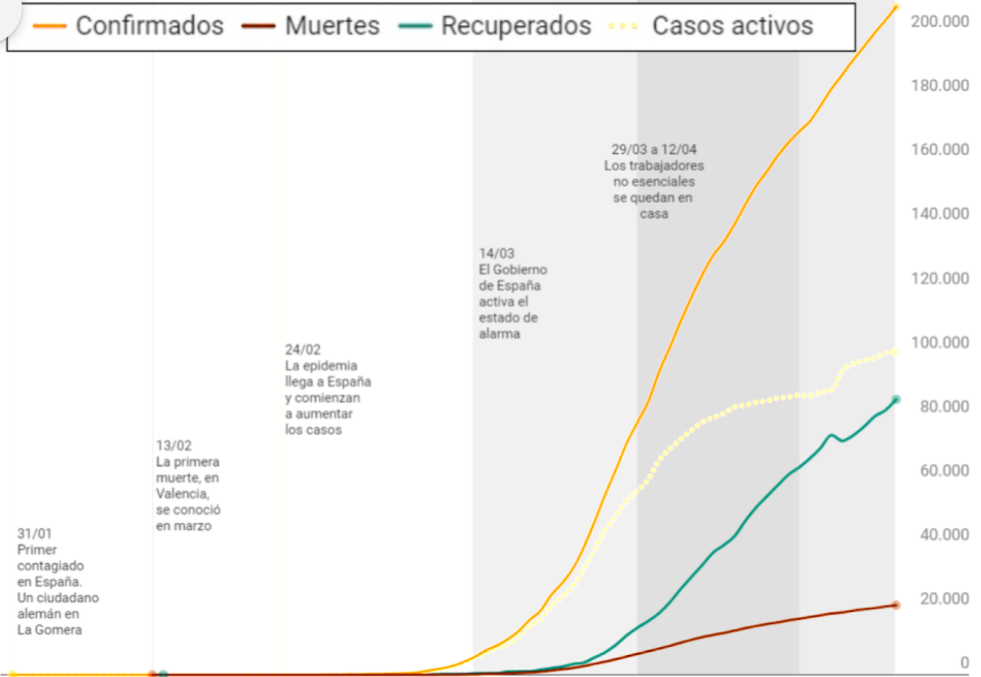 Confirmados Muertes Recuperados Casos activos
200.000
180.000
160.000
140.000
120.000
100.000
80.000
60.000
40.000
20.000
0
31/01
Primer
contagiado
en España.
Un ciudadano
alemán en
La Gomera
13/02
La primera
muerte, en
Valencia,
se conoció
en marzo
24/02
La epidemia
llega a España
y comienzan
a aumentar
los casos
14/03
El Gobierno
de España
activa el
estado de
alarma
29/03 a 12/04
Los trabajadores
no esenciales
se quedan en
casa